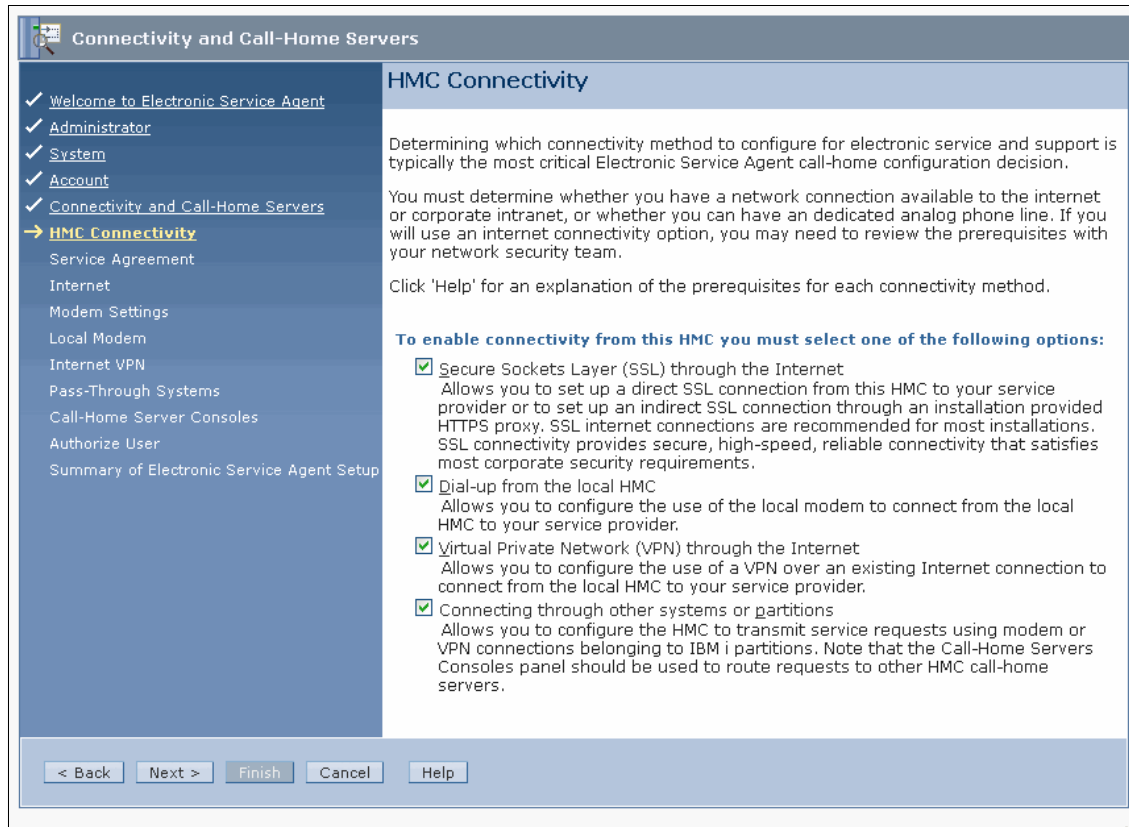 Connectivity and Call-Home Servers
Welcome to Electronic Service Agent
Administrator
System
Account
Connectivity and Call-Home Servers
HMC Connectivity
Service Agreement
Internet
Modem Settings
Local Modem
Internet VPN
Pass-Through Systems
Call-Home Server Consoles
Authorize User
Summary of Electronic Service Agent Setup
HMC Connectivity
Determining which connectivity method to configure for electronic service and support is
typically the most critical Electronic Service Agent call-home configuration decision.
You must determine whether you have a network connection available to the internet
or corporate intranet, or whether you can have an dedicated analog phone line. If you
will use an internet connectivity option, you may need to review the prerequisites with
your network security team.
Click 'Help' for an explanation of the prerequisites for each connectivity method.
To enable connectivity from this HMC you must select one of the following options:
Secure Sockets Layer (SSL) through the Internet
Allows you to set up a direct SSL connection from this HMC to your service
provider or to set up an indirect SSL connection through an installation provided
HTTPS proxy. SSL internet connections are recommended for most installations.
SSL connectivity provides secure, high-speed, reliable connectivity that satisfies
most corporate security requirements.
Dial-up from the local HMC
Allows you to configure the use of the local modem to connect from the local
HMC to your service provider.
Virtual Private Network (VPN) through the Internet
Allows you to configure the use of a VPN over an existing Internet connection to
connect from the local HMC to your service provider.
Connecting through other systems or partitions
Allows you to configure the HMC to transmit service requests using modem or
VPN connections belonging to IBM i partitions. Note that the Call-Home Servers
Consoles panel should be used to route requests to other HMC call-home
servers.
< Back
Next >
Finish
Cancel
Help